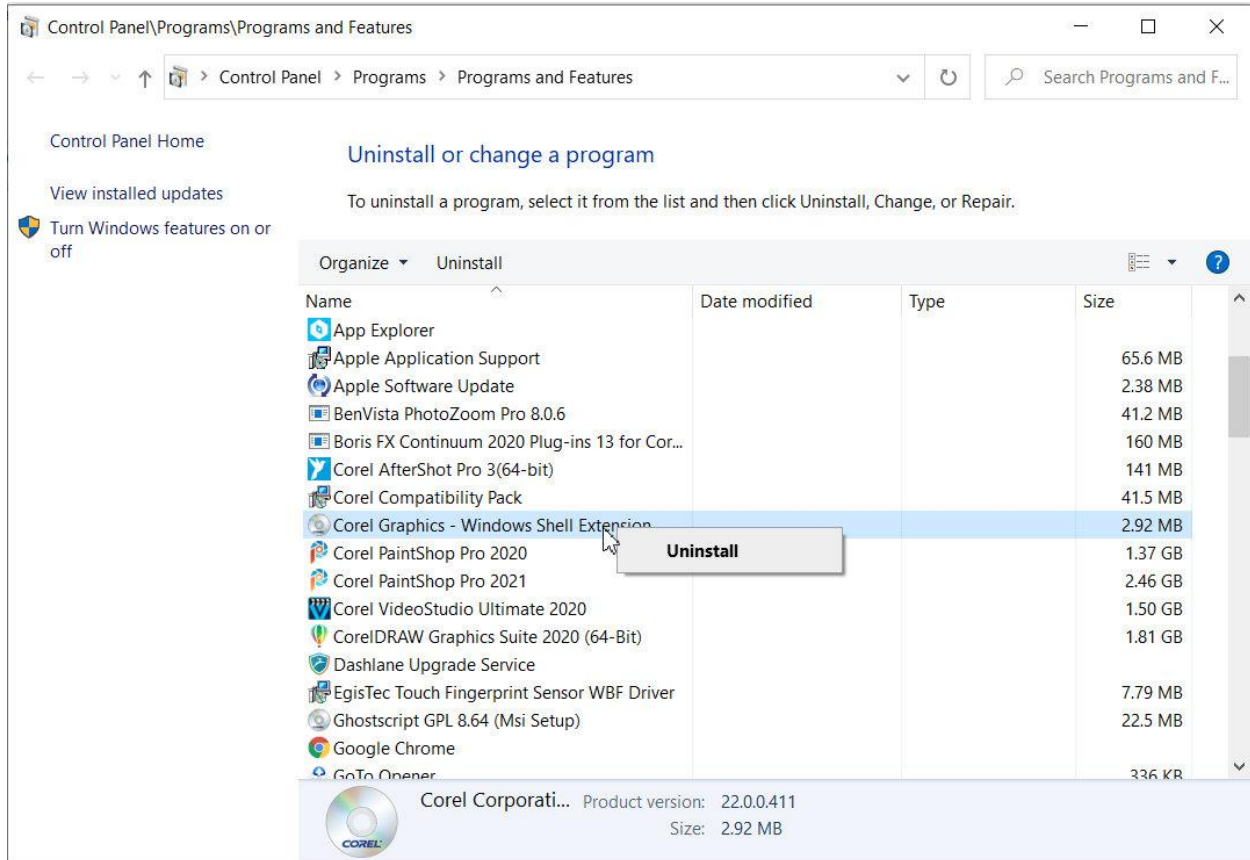 Control Panel\Programs\Programs and Features
Control Panel > Programs > Programs and Features
Search Programs and F...
Control Panel Home
View installed updates
Turn Windows features on or
off
Uninstall or change a program
To uninstall a program, select it from the list and then click Uninstall, Change, or Repair.
Organize Uninstall
?
Name Date modified Type Size
App Explorer
Apple Application Support 65.6 MB
Apple Software Update 2.38 MB
BenVista PhotoZoom Pro 8.0.6 41.2 MB
Boris FX Continuum 2020 Plug-ins 13 for Cor... 160 MB
Corel AfterShot Pro 3(64-bit) 141 MB
Corel Compatibility Pack 41.5 MB
Corel Graphics - Windows Shell Extension 2.92 MB
Uninstall
Corel PaintShop Pro 2020 1.37 GB
Corel PaintShop Pro 2021 2.46 GB
Corel VideoStudio Ultimate 2020 1.50 GB
CorelDRAW Graphics Suite 2020 (64-Bit) 1.81 GB
Dashlane Upgrade Service
EgisTec Touch Fingerprint Sensor WBF Driver 7.79 MB
Ghostscript GPL 8.64 (Msi Setup) 22.5 MB
Google Chrome
GoTo Opener 336 KB
Corel Corporati... Product version: 22.0.0.411
Size: 2.92 MB
COREL